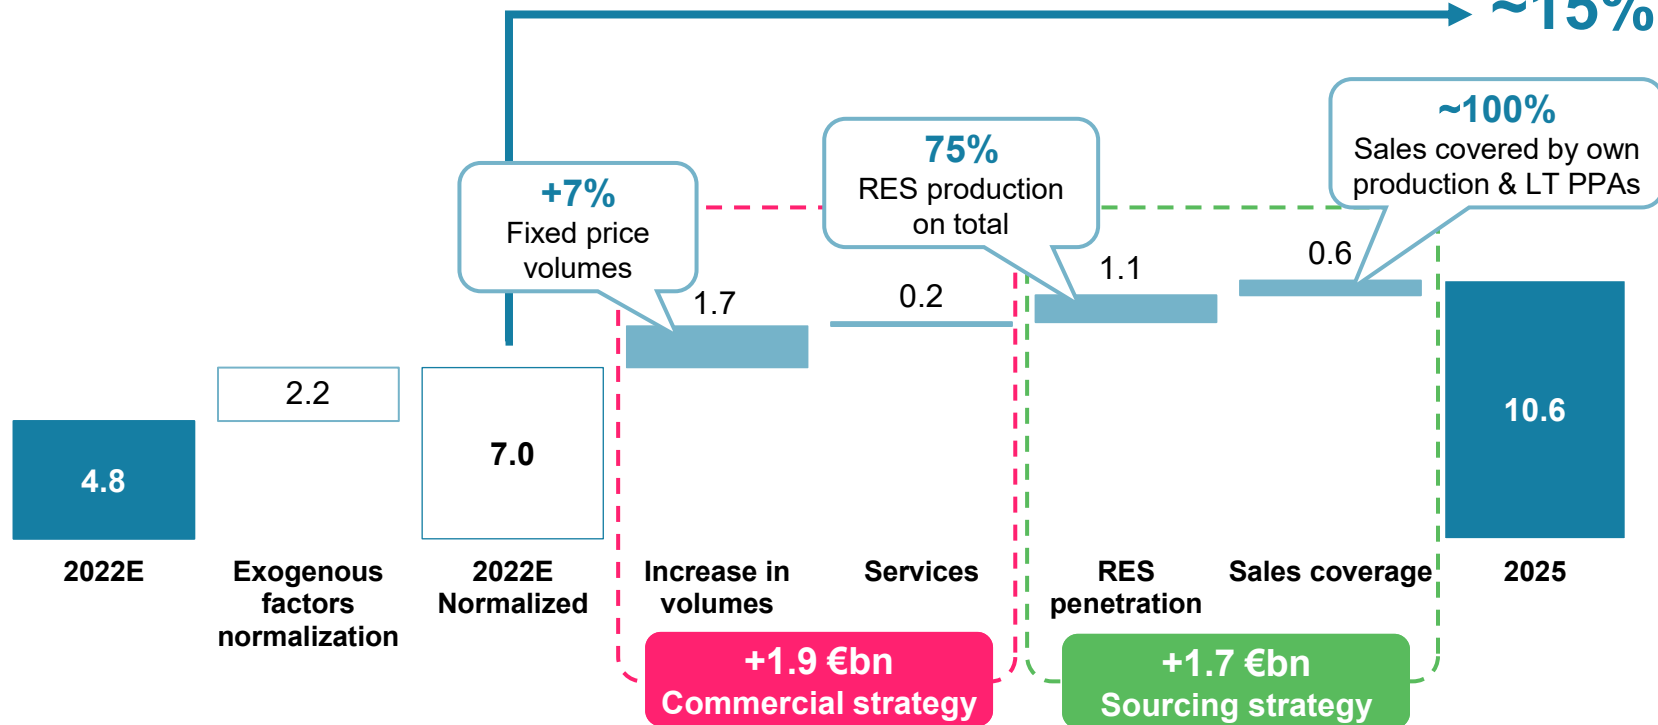 ~15%
~100%
Sales covered by own
production & LT PPAs
75%
RES production
on total
+7%
Fixed price
volumes
1.7
0.2
1.1
0.6
2.2
4.8
7.0
10.6
2022E
Exogenous
factors
normalization
2022E
Normalized
Increase in
volumes
Services
RES
penetration
Sales coverage
2025
+1.9 €bn
Commercial strategy
+1.7 €bn
Sourcing strategy